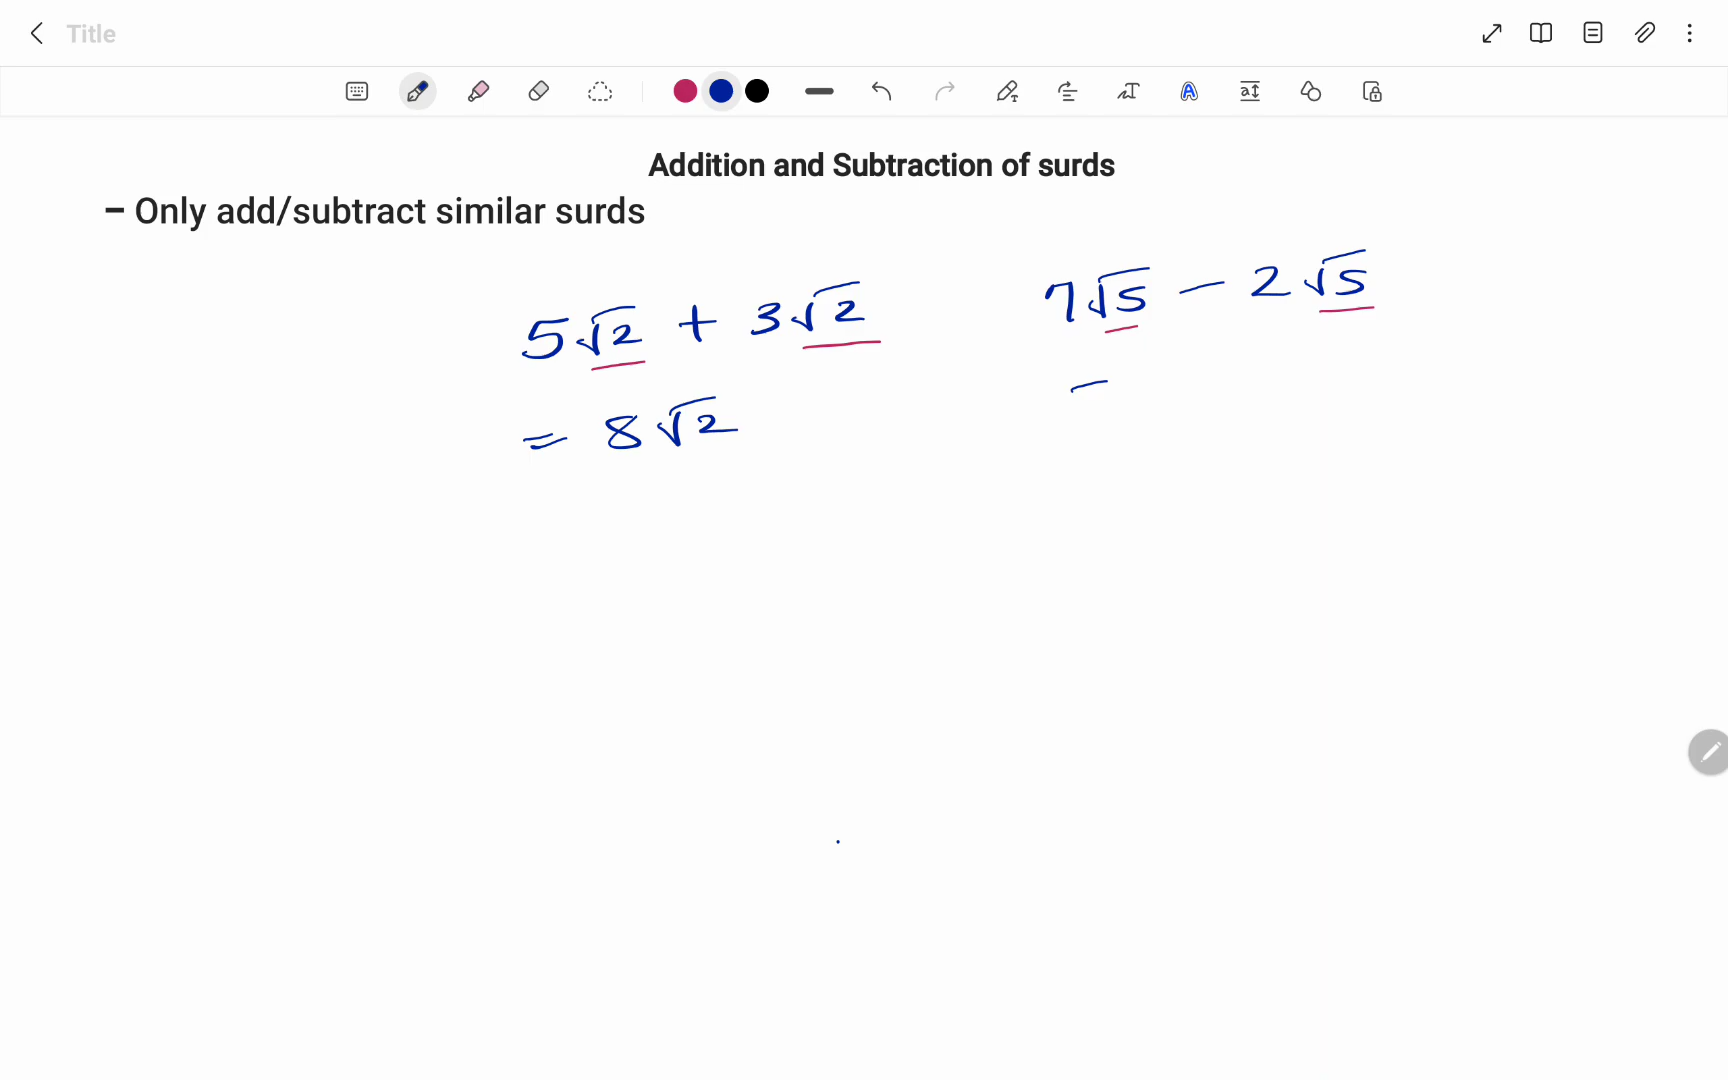 Title
Addition and Subtraction of surds
– Only add/subtract similar surds
5√2 + 3√2
= 8√2
7√5 – 2√5
–